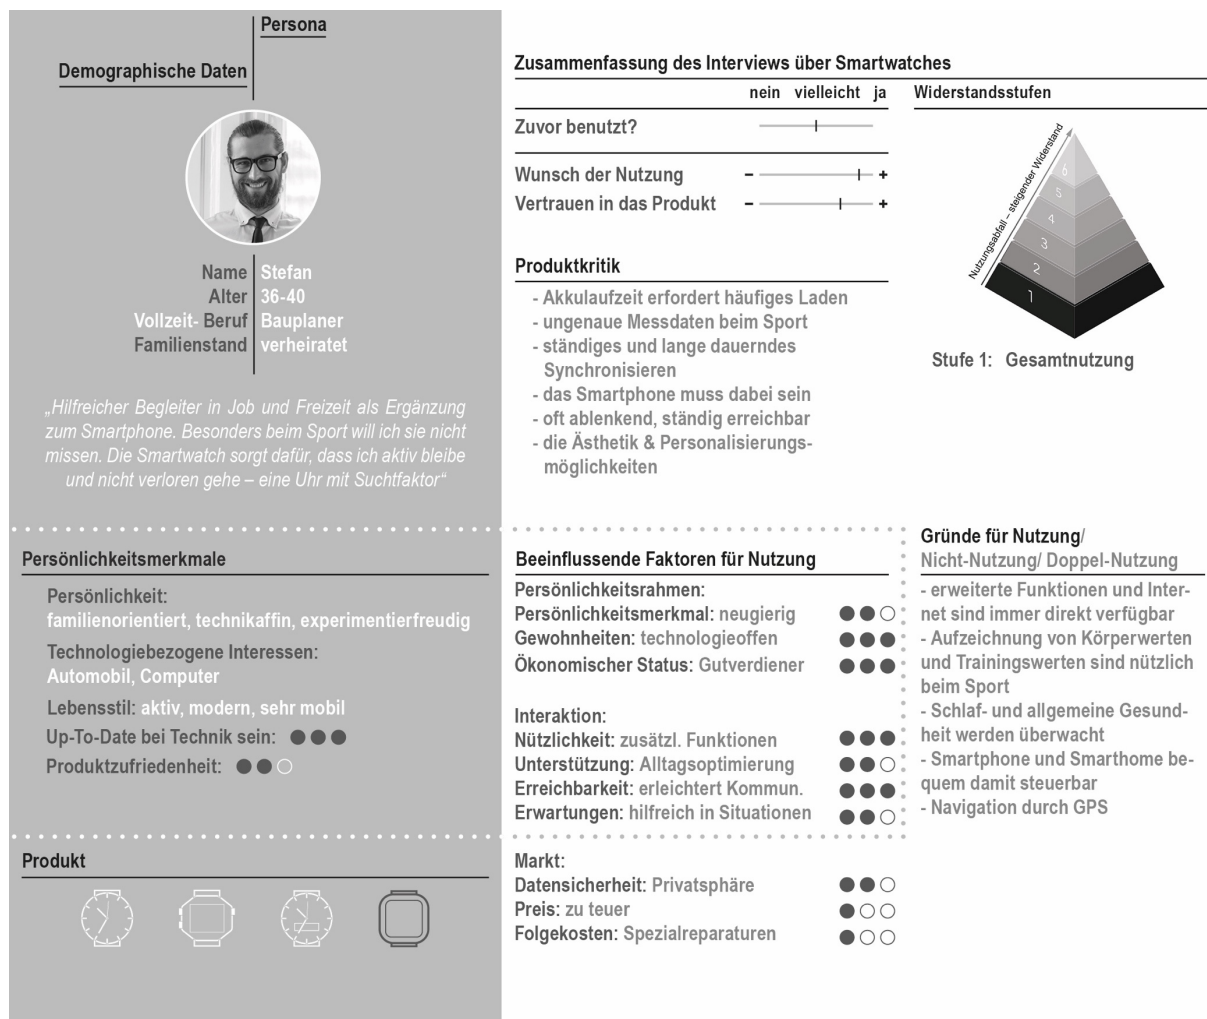 Persona
Demographische Daten
Name Stefan
Alter 36-40
Vollzeit- Beruf Bauplaner
Familienstand verheiratet
„Hilfreicher Begleiter in Job und Freizeit als Ergänzung
zum Smartphone. Besonders beim Sport will ich sie nicht
missen. Die Smartwatch sorgt dafür, dass ich aktiv bleibe
und nicht verloren gehe – eine Uhr mit Suchtfaktor“
Persönlichkeitsmerkmale
Persönlichkeit:
familienorientiert, technikaffin, experimentierfreudig
Technologiebezogene Interessen:
Automobil, Computer
Lebensstil: aktiv, modern, sehr mobil
Up-To-Date bei Technik sein:
Produktzufriedenheit:
Produkt
Zusammenfassung des Interviews über Smartwatches
nein vielleicht ja
Zuvor benutzt?
Wunsch der Nutzung - +
Vertrauen in das Produkt - +
Produktkritik
- Akkulaufzeit erfordert häufiges Laden
- ungenaue Messdaten beim Sport
- ständiges und lange dauerndes
Synchronisieren
- das Smartphone muss dabei sein
- oft ablenkend, ständig erreichbar
- die Ästhetik & Personalisierungs-
möglichkeiten
Widerstandsstufen
Nutzungsabfall – steigender Widerstand
6
5
4
3
2
1
Stufe 1: Gesamtnutzung
Beeinflussende Faktoren für Nutzung
Persönlichkeitsrahmen:
Persönlichkeitsmerkmal: neugierig
Gewohnheiten: technologieoffen
Ökonomischer Status: Gutverdiener
Interaktion:
Nützlichkeit: zusätzl. Funktionen
Unterstützung: Alltagsoptimierung
Erreichbarkeit: erleichtert Kommun.
Erwartungen: hilfreich in Situationen
Markt:
Datensicherheit: Privatsphäre
Preis: zu teuer
Folgekosten: Spezialreparaturen
Gründe für Nutzung/
Nicht-Nutzung/ Doppel-Nutzung
- erweiterte Funktionen und Inter-
net sind immer direkt verfügbar
- Aufzeichnung von Körperwerten
und Trainingswerten sind nützlich
beim Sport
- Schlaf- und allgemeine Gesund-
heit werden überwacht
- Smartphone und Smarthome be-
quem damit steuerbar
- Navigation durch GPS